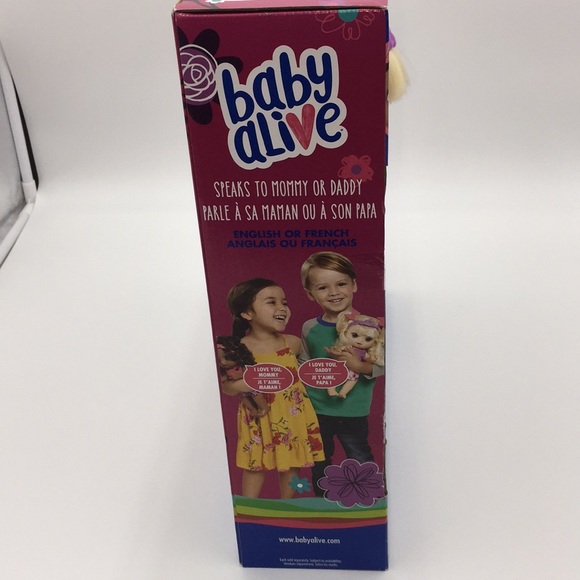 baby
alive
SPEAKS TO MOMMY OR DADDY
PARLE À SA MAMAN OU À SON PAPA
ENGLISH OR FRENCH
ANGLAIS OU FRANÇAIS
I LOVE YOU,
MOMMY
JE T'AIME,
MAMAN !
I LOVE YOU,
DADDY
JE T'AIME,
PAPA !
www.babyalive.com